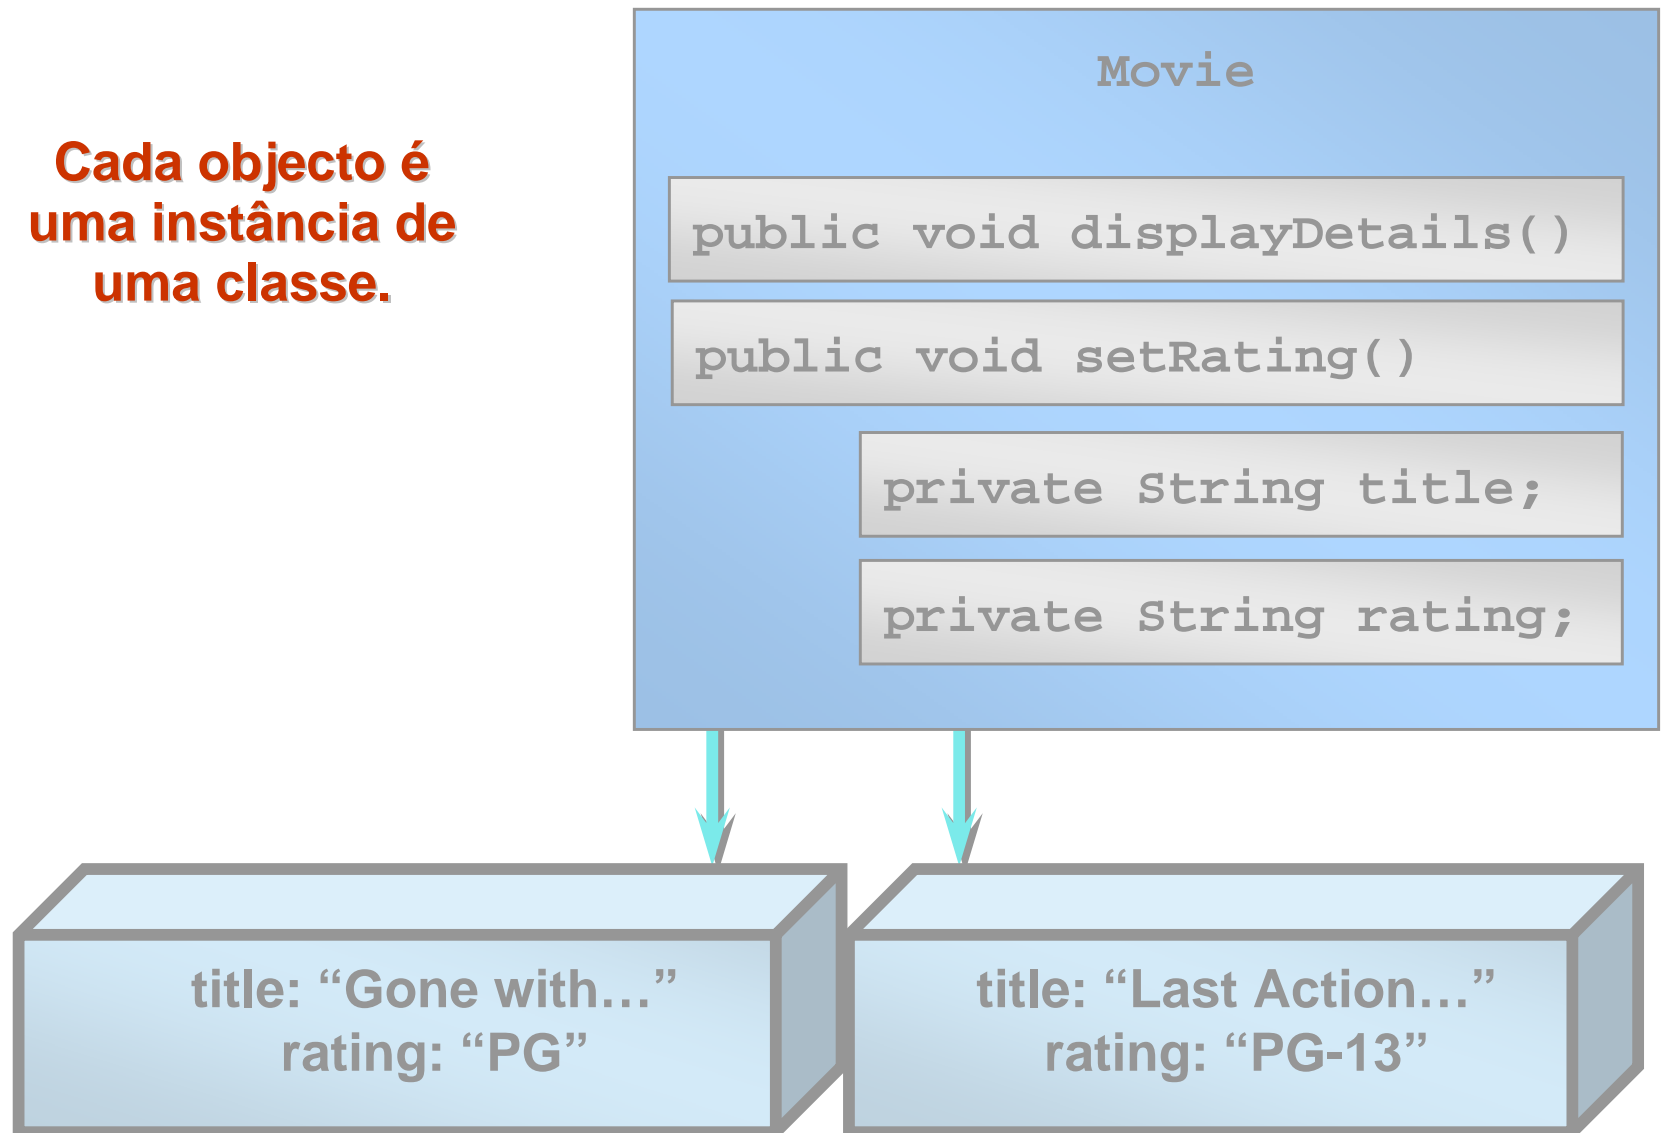 Cada objecto é
uma instância de
uma classe.
Movie
public void displayDetails()
public void setRating()
private String title;
private String rating;
title: “Gone with…”
rating: “PG”
title: “Last Action…”
rating: “PG-13”